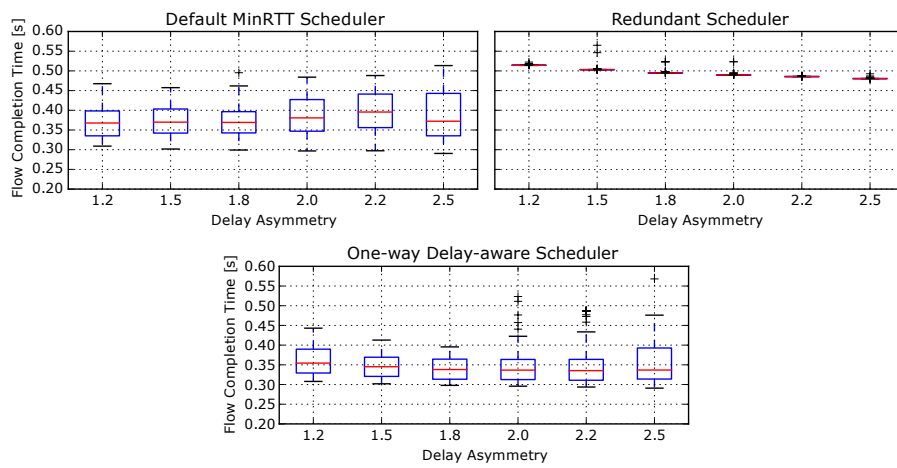 Default MinRTT Scheduler
Flow Completion Time [s]
0.60
0.55
0.50
0.45
0.40
0.35
0.30
0.25
0.20
1.2 1.5 1.8 2.0 2.2 2.5
Delay Asymmetry
Redundant Scheduler
1.2 1.5 1.8 2.0 2.2 2.5
Delay Asymmetry
One-way Delay-aware Scheduler
Flow Completion Time [s]
0.60
0.55
0.50
0.45
0.40
0.35
0.30
0.25
0.20
1.2 1.5 1.8 2.0 2.2 2.5
Delay Asymmetry